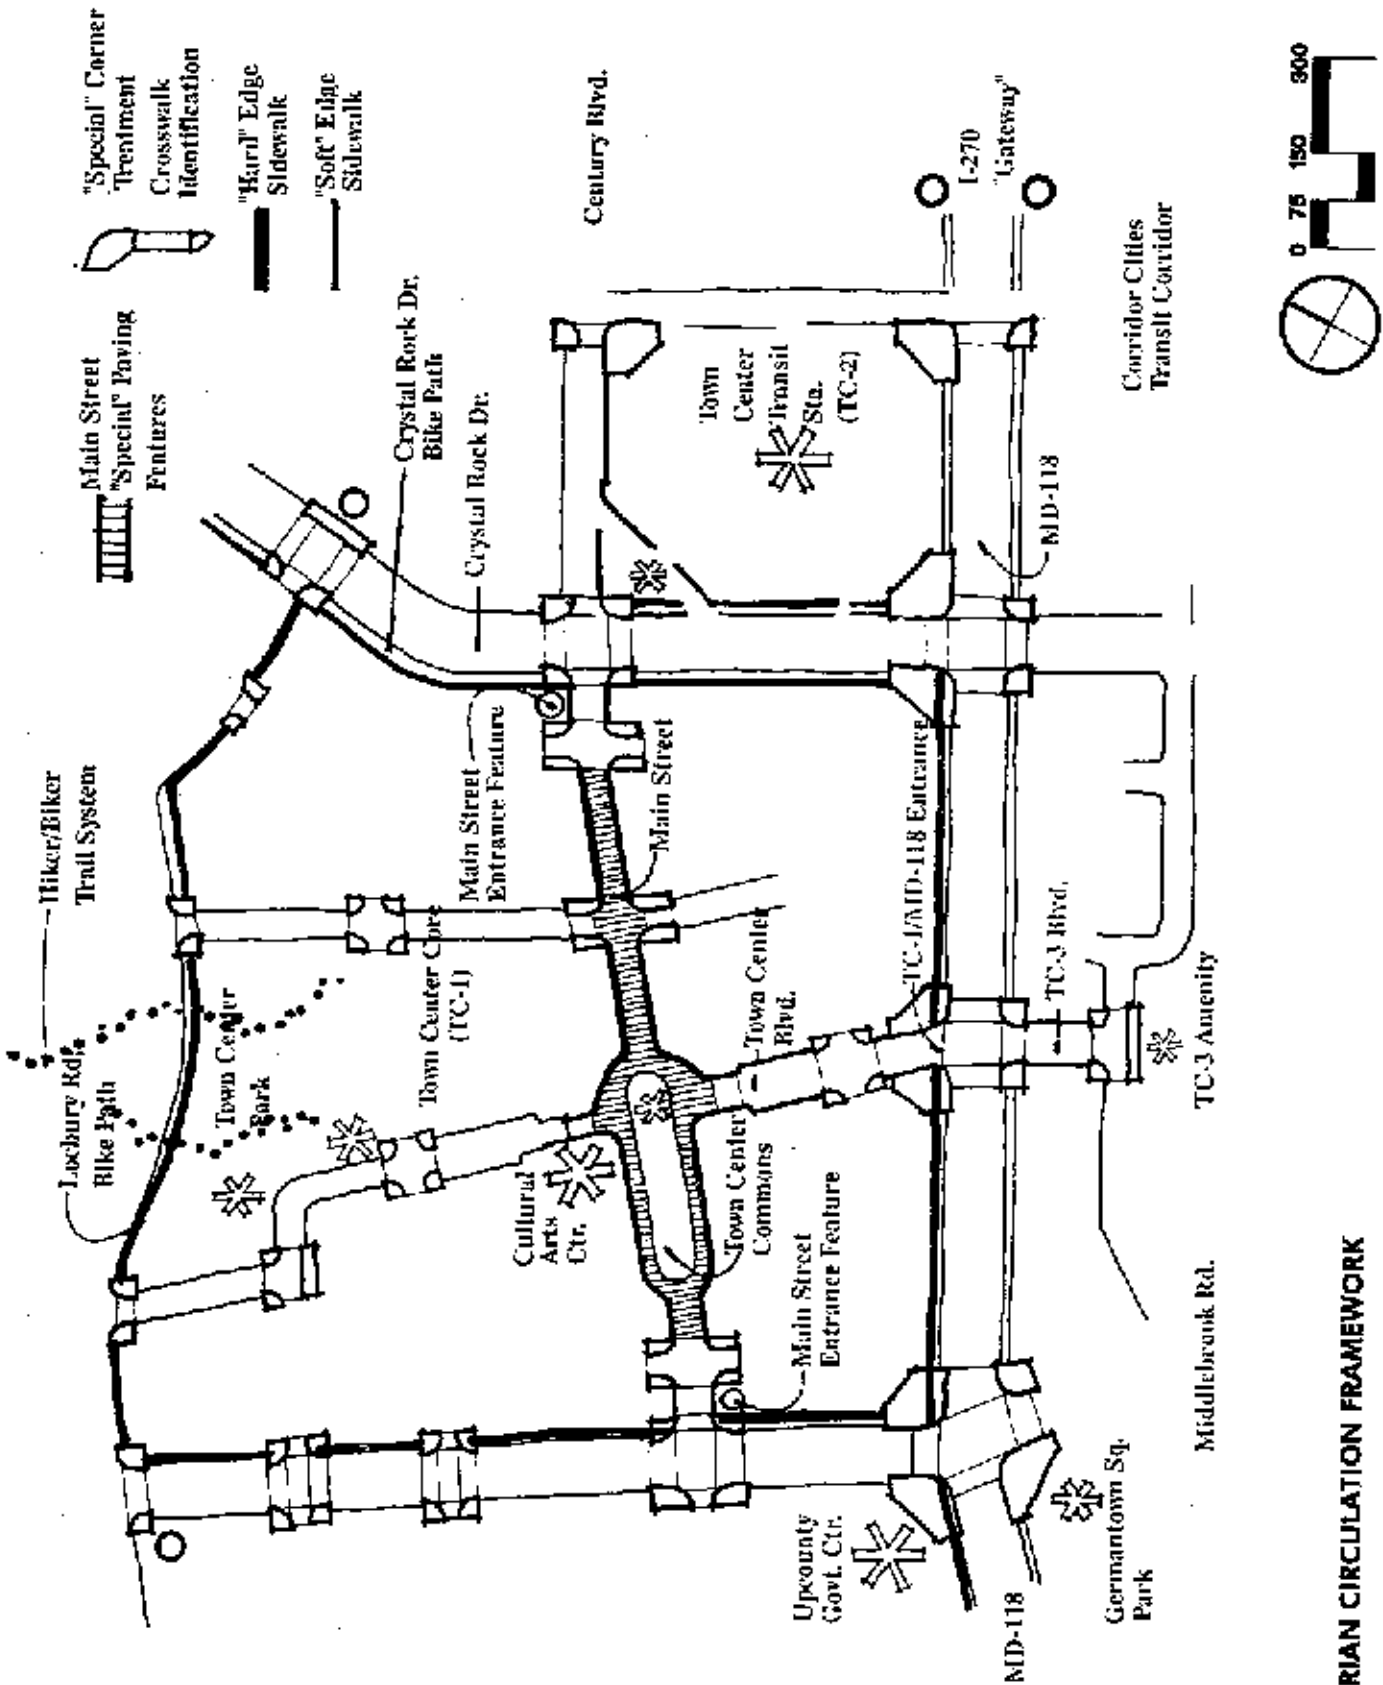 "Special" Corner
Treatment
Crosswalk
Identification
"Hard" Edge
Sidewalk
"Soft" Edge
Sidewalk
Main Street
"Special" Paving
Features
Century Blvd.
I-270
"Gateway"
0 75 150 300
Corridor Cities
Transit Corridor
Town
Center
Transit
Sta.
(TC-2)
Crystal Rock Dr.
Bike Path
Crystal Rock Dr.
MD-118
Hiker/Biker
Trail System
Main Street
Entrance Feature
Main Street
TC-1/MD-118 Entrance
Town Center Core
(TC-1)
Town Center
Blvd.
TC-3 Blvd.
TC-3 Amenity
Locbury Rd.
Bike Path
Town Center
Park
Cultural
Arts
Ctr.
Town Center
Commons
Main Street
Entrance Feature
Middlebrook Rd.
Upcounty
Govt. Ctr.
MD-118
Germantown Sq.
Park
RIAN CIRCULATION FRAMEWORK